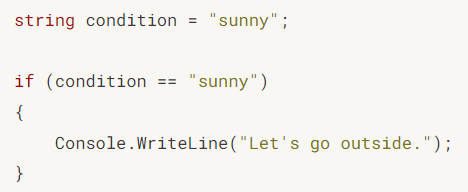 string condition = "sunny";

if (condition == "sunny")
{
    Console.WriteLine("Let's go outside.");
}